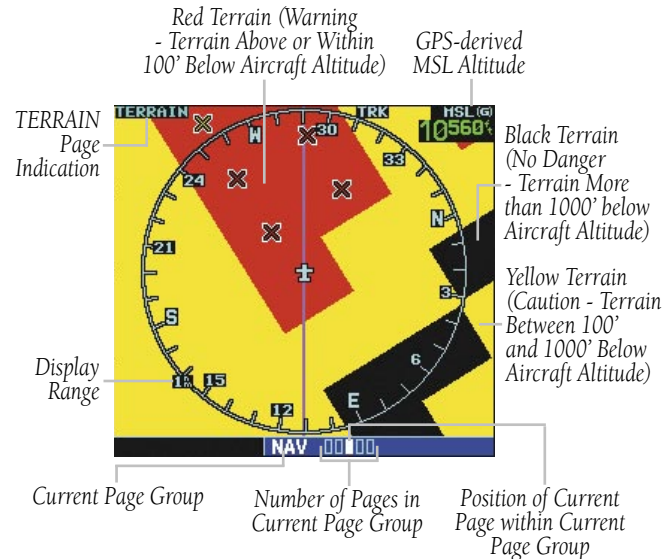 Red Terrain (Warning
- Terrain Above or Within
100' Below Aircraft Altitude)
GPS-derived
MSL Altitude
TERRAIN
Page
Indication
TERRAIN
TRK
MSL(G)
10560ft
W
30
33
24
N
21
3
S
6
15
12
E
NAV
Black Terrain
(No Danger
- Terrain More
than 1000' below
Aircraft Altitude)
Yellow Terrain
(Caution - Terrain
Between 100'
and 1000' Below
Aircraft Altitude)
Display
Range
Current Page Group
Number of Pages in
Current Page Group
Position of Current
Page within Current
Page Group